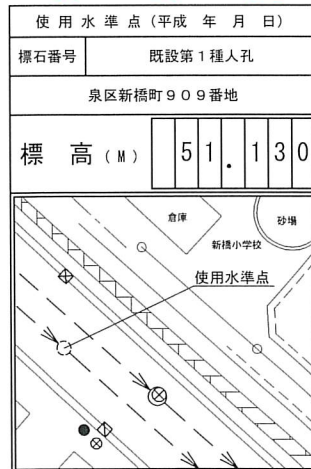 使用水準点(平成 年 月 日)
標石番号 既設第1種人孔
泉区新橋町909番地
標高(M) 51.130
倉庫
砂場
新橋小学校
使用水準点